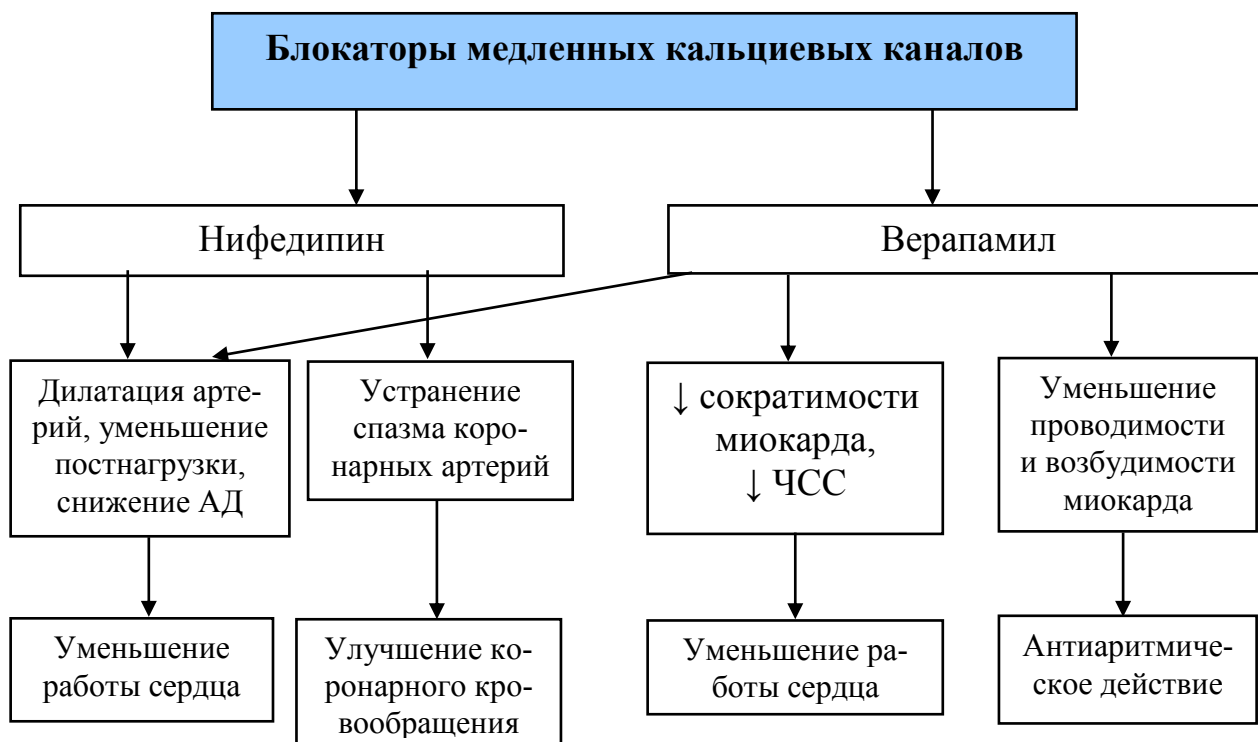 Блокаторы медленных кальциевых каналов
Нифедипин
Верапамил
Дилатация арте-
рий, уменьшение
постнагрузки,
снижение АД
Устранение
спазма коро-
нарных артерий
↓ сократимости
миокарда,
↓ ЧСС
Уменьшение
проводимости
и возбудимости
миокарда
Уменьшение
работы сердца
Улучшение ко-
ронарного кро-
вообращения
Уменьшение ра-
боты сердца
Антиаритмиче-
ское действие